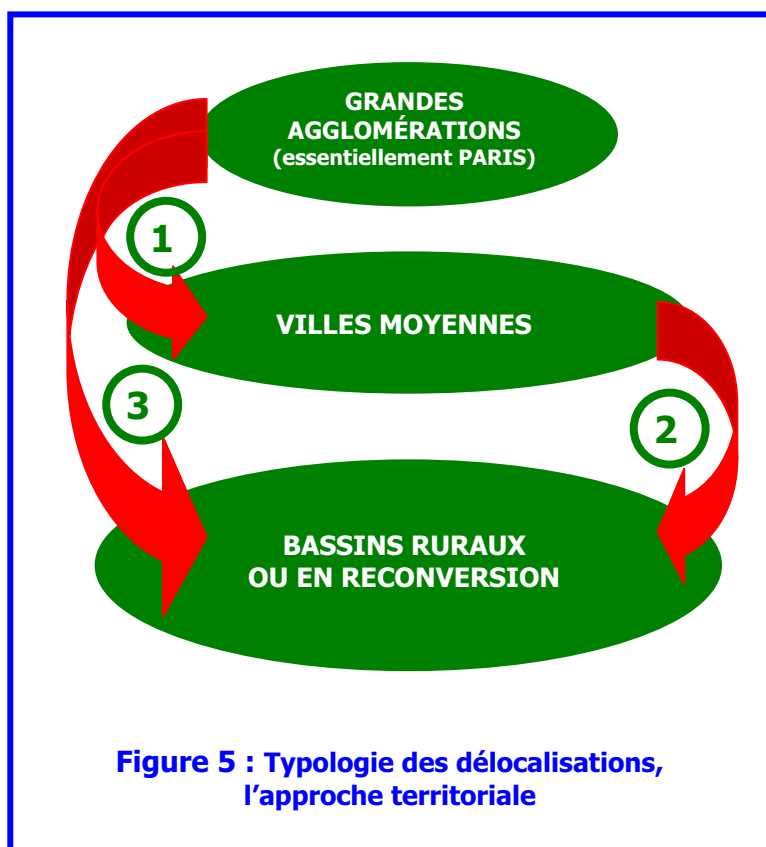 GRANDES
AGGLOMÉRATIONS
(essentiellement PARIS)
1
VILLES MOYENNES
3
2
BASSINS RURAUX
OU EN RECONVERSION
Figure 5 : Typologie des délocalisations,
l’approche territoriale